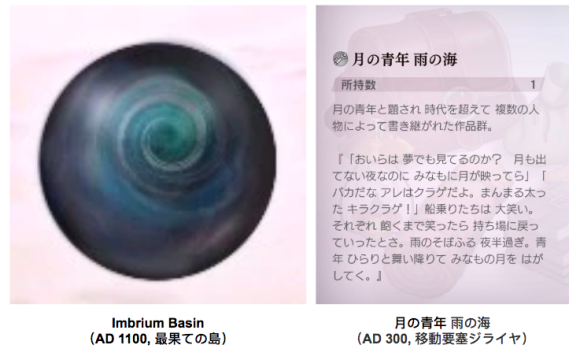 月の青年 雨の海
所持数 1
月の青年と題され 時代を超えて 複数の人
物によって書き継がれた作品群。
『「おいらは 夢でも見てるのか？ 月も出
てない夜なのに みなもに月が映ってら」「
バカだな アレはクラゲだよ。まんまる太っ
た キラクラゲ！」船乗りたちは 大笑い。
それぞれ 飽くまで笑ったら 持ち場に戻っ
ていったとさ。雨のそぼふる 夜半過ぎ。青
年 ひらりと舞い降りて みなもの月を はが
してく。』
Imbrium Basin
（AD 1100, 最果ての島）
月の青年 雨の海
（AD 300, 移動要塞ジライヤ）